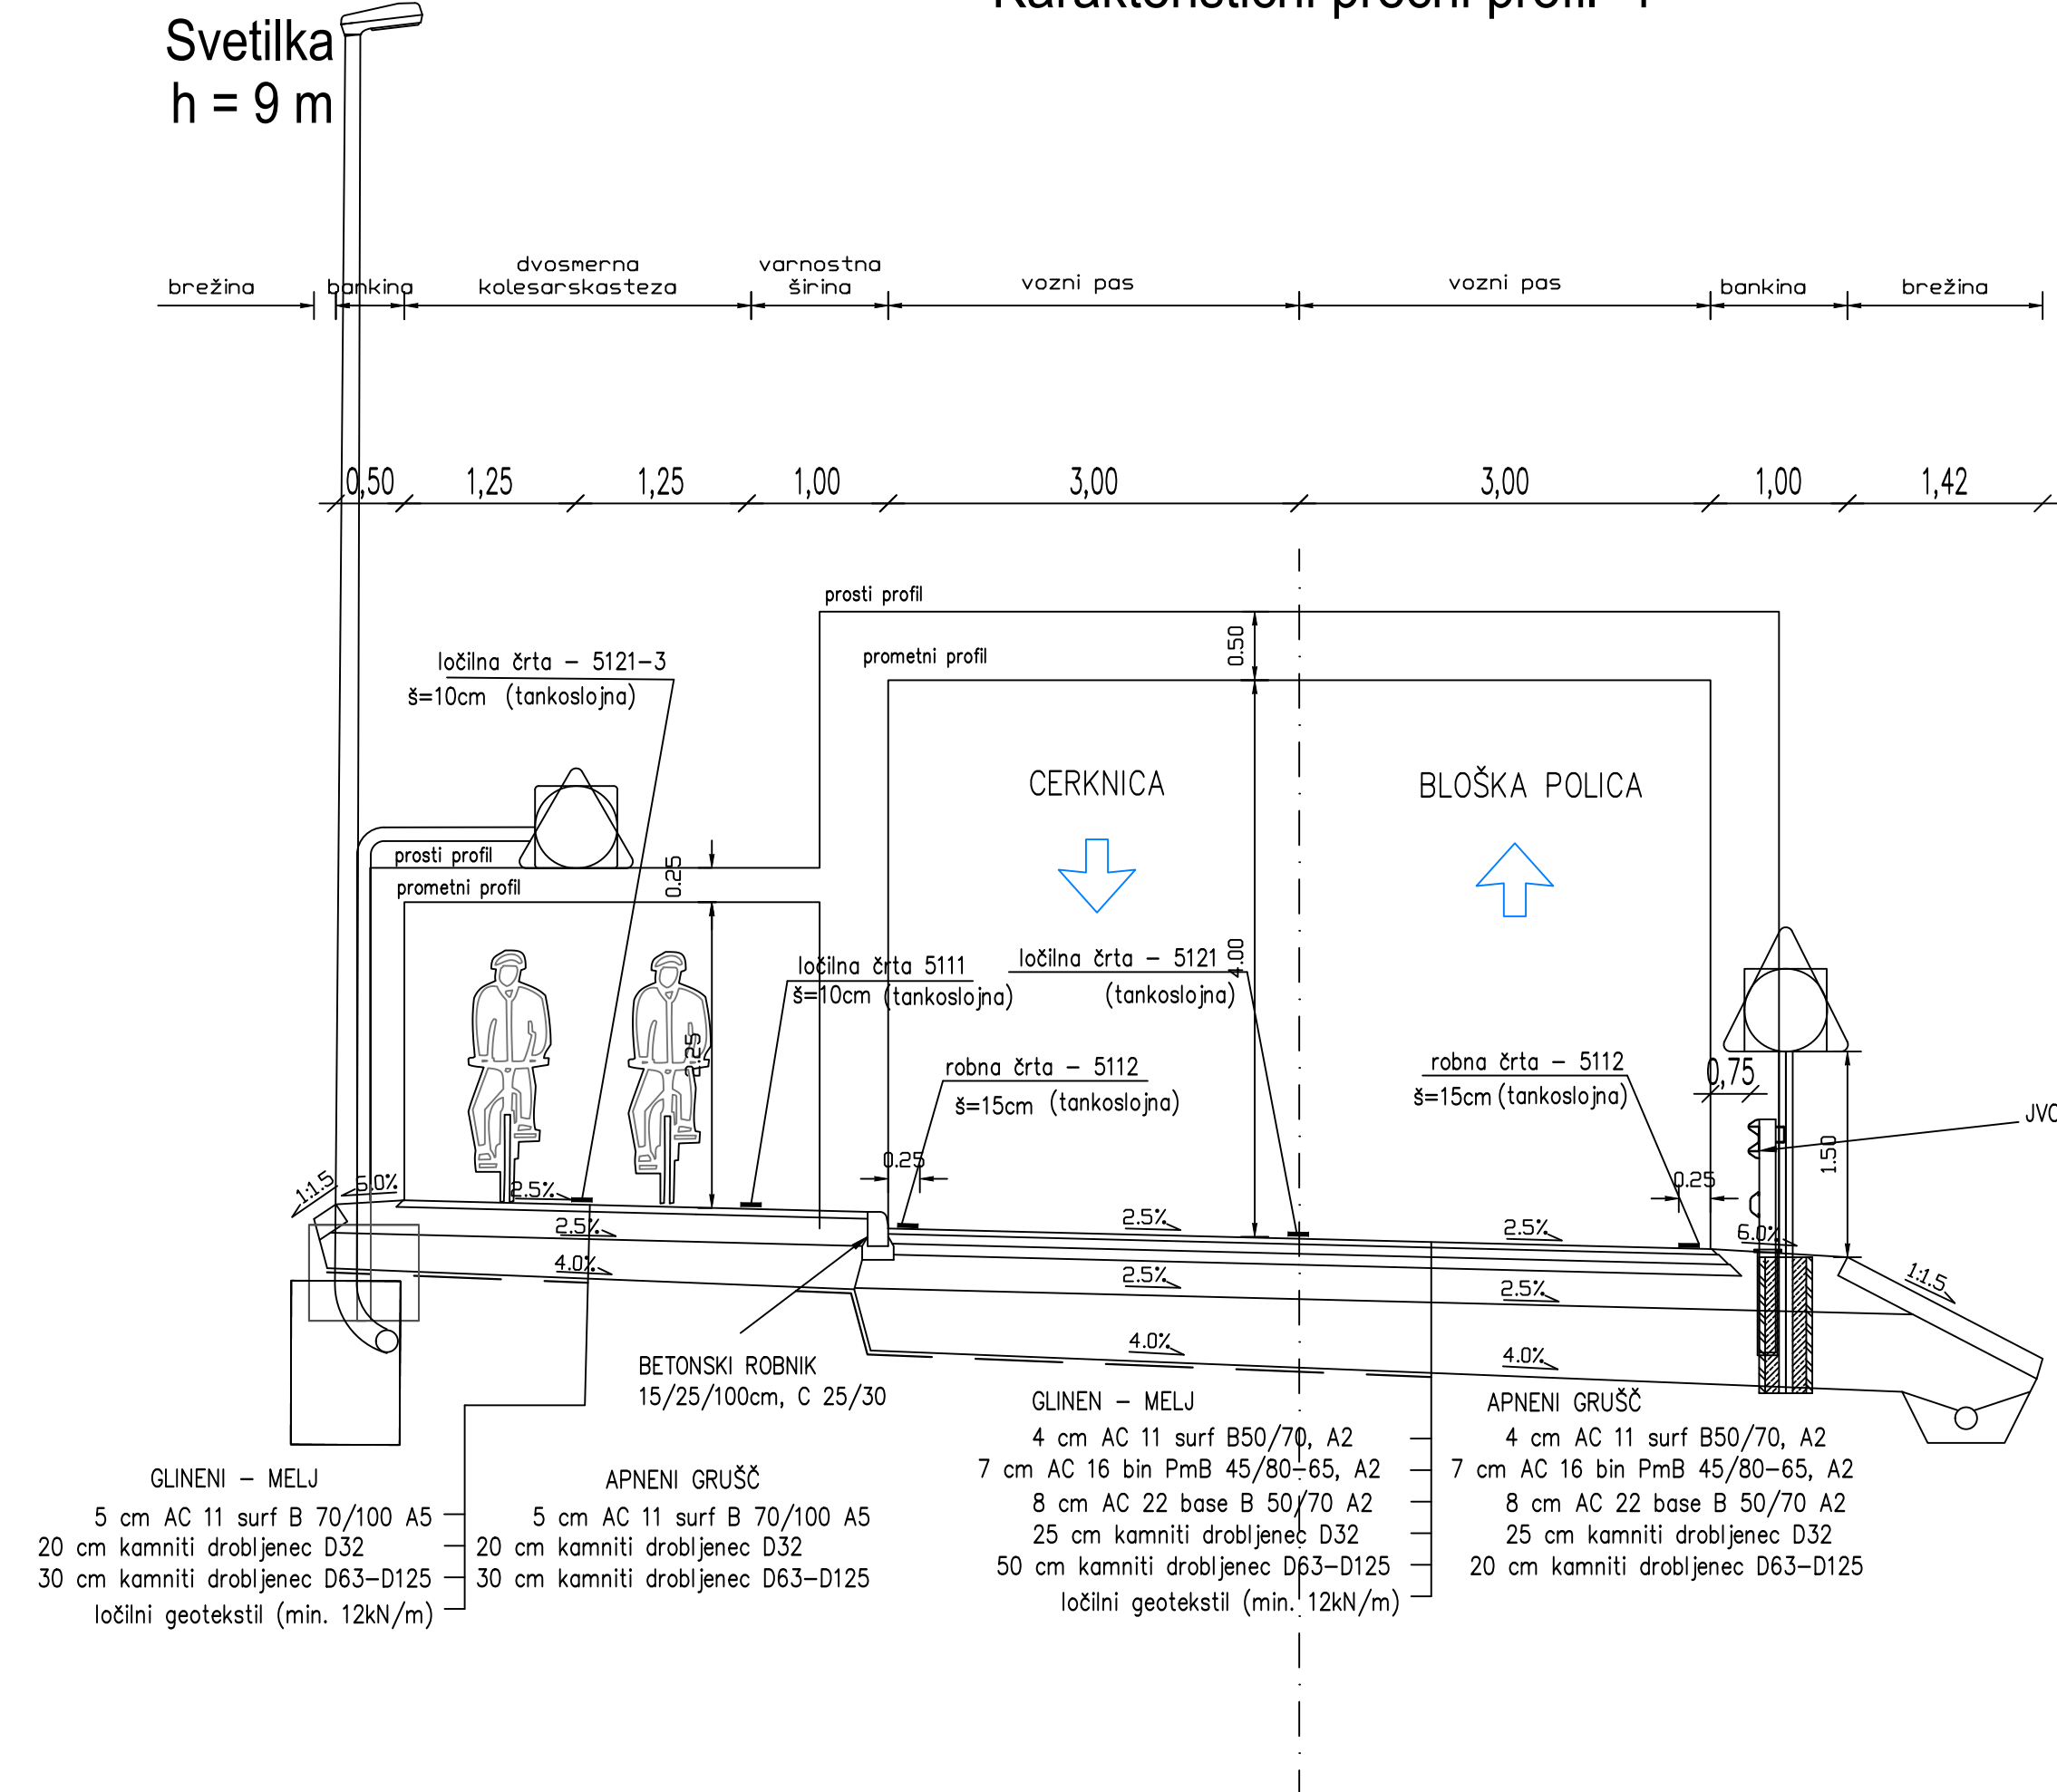 Karakteristični prečni profil
Svetilka
h = 9 m
brežina
bankina
dvosmerna
kolesarskasteza
varnostna
širina
vozni pas
vozni pas
bankina
brežina
0,50
1,25
1,25
1,00
3,00
3,00
1,00
1,42
prosti profil
0.50
prometni profil
ločilna črta - 5121-3
š=10cm (tankoslojna)
CERKNICA
BLOŠKA POLICA
prosti profil
0.25
prometni profil
ločilna črta 5111
š=10cm (tankoslojna)
ločilna črta - 5121
(tankoslojna)
4.00
2.25
robna črta - 5112
š=15cm (tankoslojna)
robna črta - 5112
š=15cm (tankoslojna)
0,75
JVO
1.50
0.25
0.25
1:1.5
6.0%
2.5%
2.5%
4.0%
2.5%
2.5%
6.0%
2.5%
2.5%
1:1.5
4.0%
4.0%
BETONSKI ROBNIK
15/25/100cm, C 25/30
GLINENI - MELJ
5 cm AC 11 surf B 70/100 A5
20 cm kamniti drobljenec D32
30 cm kamniti drobljenec D63-D125
ločilni geotekstil (min. 12kN/m)
APNENI GRUŠČ
5 cm AC 11 surf B 70/100 A5
20 cm kamniti drobljenec D32
30 cm kamniti drobljenec D63-D125
GLINEN - MELJ
4 cm AC 11 surf B50/70, A2
7 cm AC 16 bin PmB 45/80-65, A2
8 cm AC 22 base B 50/70 A2
25 cm kamniti drobljenec D32
50 cm kamniti drobljenec D63-D125
ločilni geotekstil (min. 12kN/m)
APNENI GRUŠČ
4 cm AC 11 surf B50/70, A2
7 cm AC 16 bin PmB 45/80-65, A2
8 cm AC 22 base B 50/70 A2
25 cm kamniti drobljenec D32
20 cm kamniti drobljenec D63-D125